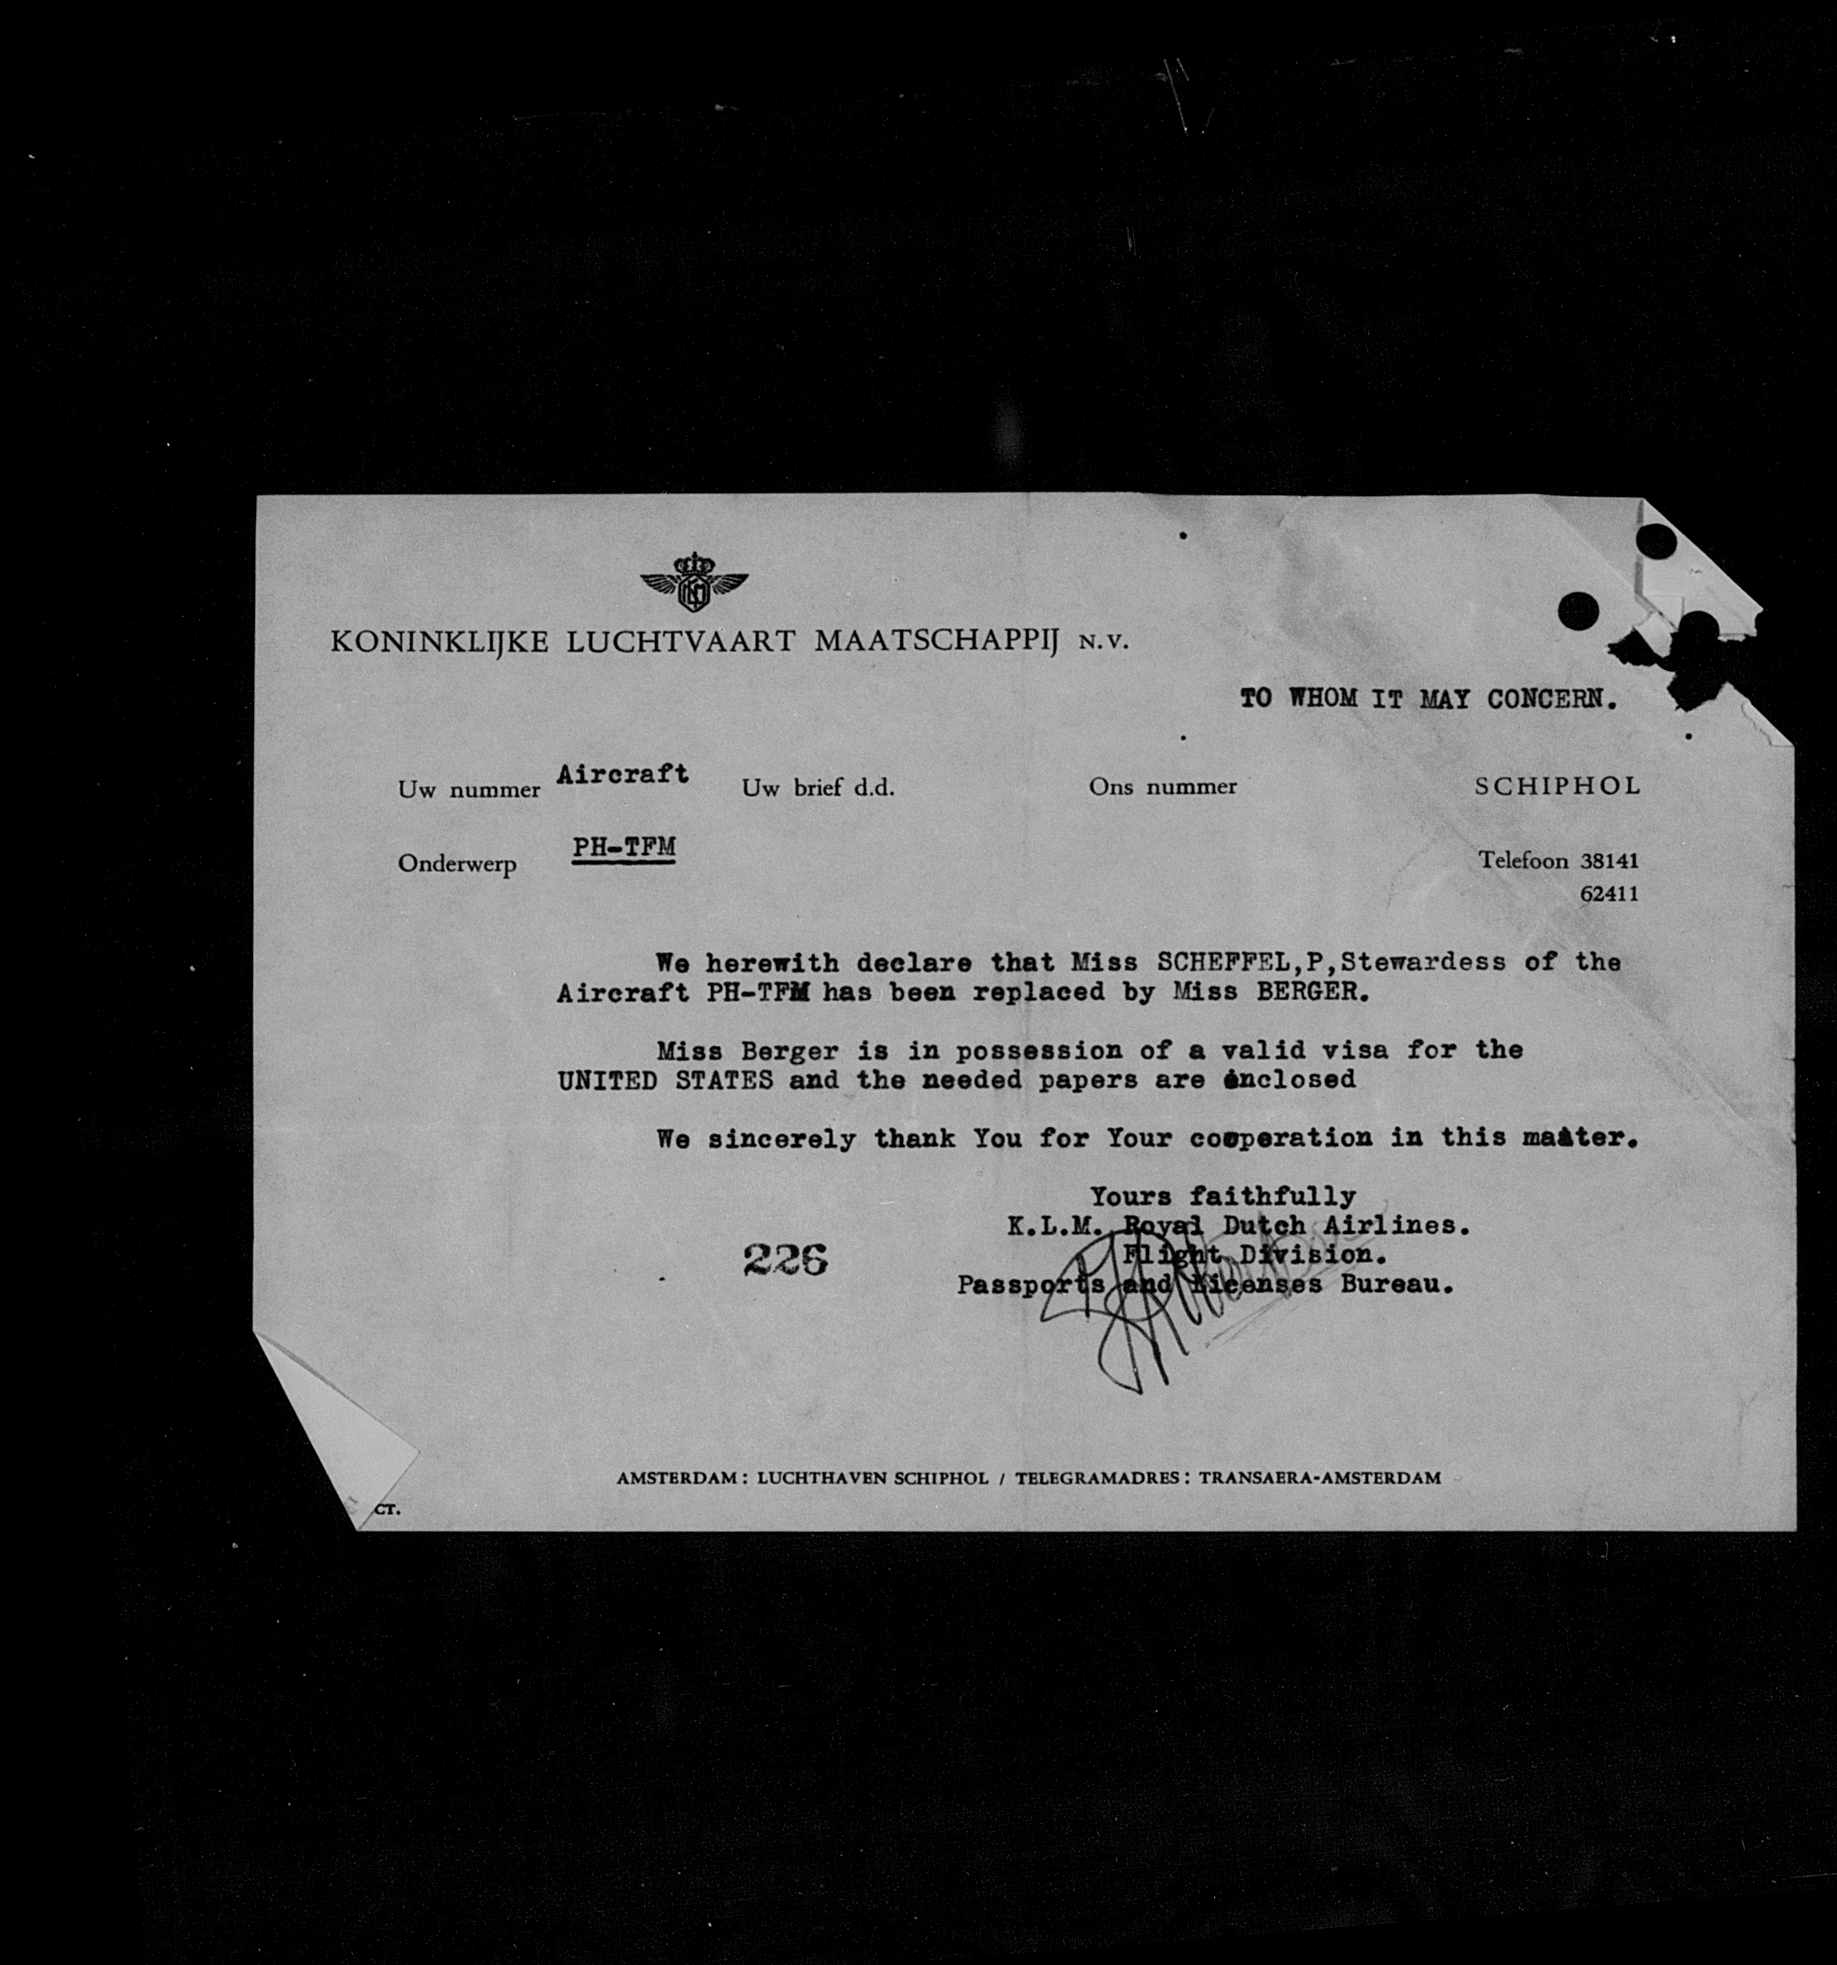 KONINKLIJKE LUCHTVAART MAATSCHAPPIJ N.V.
TO WHOM IT MAY CONCERN.
Uw nummer Aircraft Uw brief d.d. Ons nummer SCHIPHOL
Onderwerp PH-TFM Telefoon 38141
62411
We herewith declare that Miss SCHEFFEL,P,Stewardess of the
Aircraft PH-TFM has been replaced by Miss BERGER.
Miss Berger is in possession of a valid visa for the
UNITED STATES and the needed papers are enclosed
We sincerely thank You for Your cooperation in this matter.
Yours faithfully
K.L.M. Royal Dutch Airlines.
226 Flight Division.
Passports and Licenses Bureau.
AMSTERDAM: LUCHTHAVEN SCHIPHOL / TELEGRAMADRES: TRANSAERA-AMSTERDAM
CT.